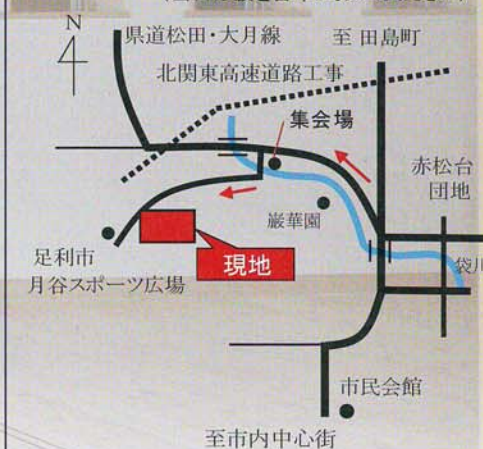 N
県道松田・大月線
至 田島町
北関東高速道路工事
集会場
赤松台
団地
巌華園
足利市
月谷スポーツ広場
現地
袋川
市民会館
至市内中心街